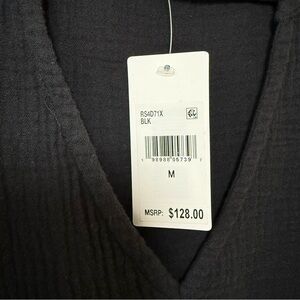 RS4D71X
BLK
M
MSRP: $128.00